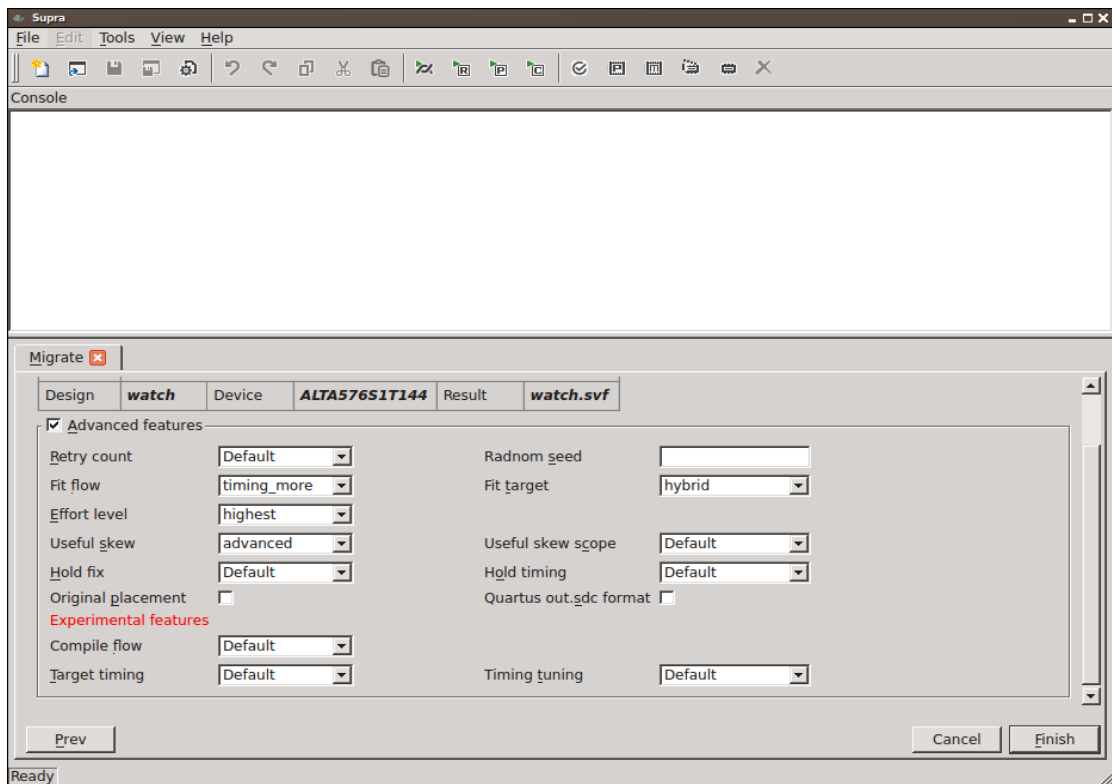 Supra
File Edit Tools View Help
R P C P
Console
Migrate
Design watch Device ALTA576S1T144 Result watch.svf
Advanced features
Retry count Default Radnom seed
Fit flow timing_more Fit target hybrid
Effort level highest
Useful skew advanced Useful skew scope Default
Hold fix Default Hold timing Default
Original placement Quartus out.sdc format
Experimental features
Compile flow Default
Target timing Default Timing tuning Default
Prev Cancel Finish
Ready